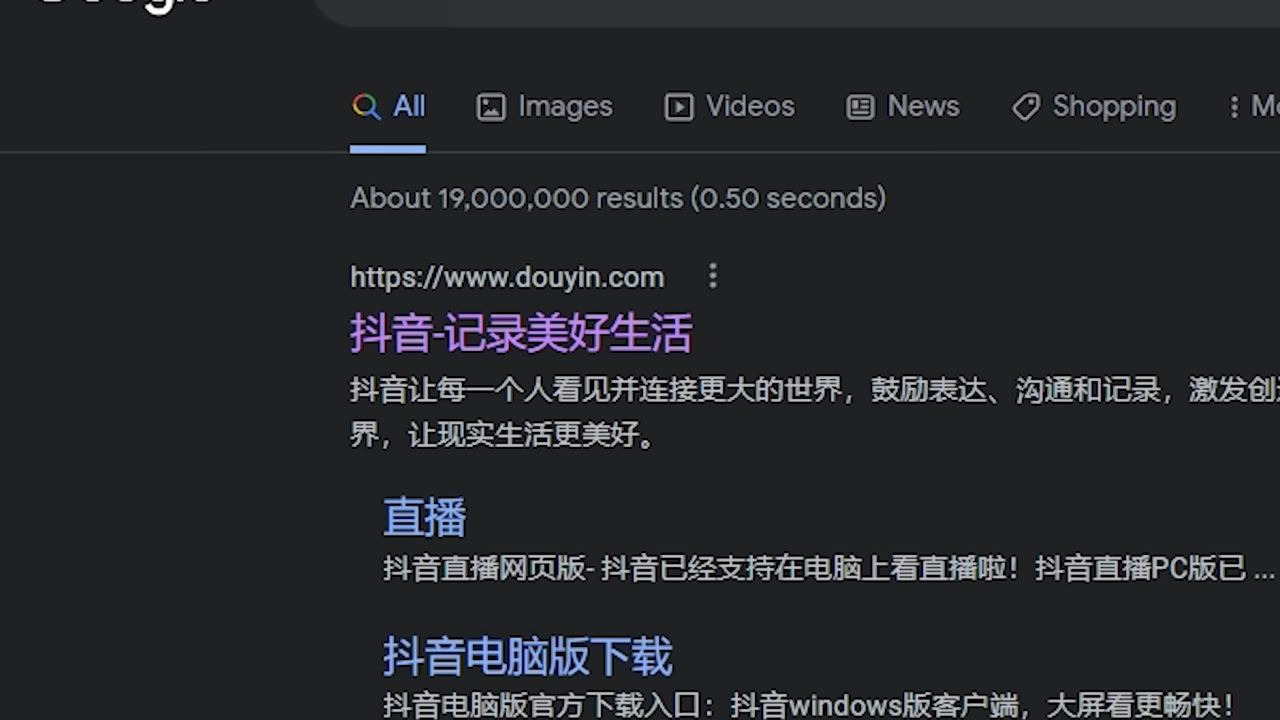 All Images Videos News Shopping
About 19,000,000 results (0.50 seconds)
https://www.douyin.com
抖音-记录美好生活
抖音让每一个人看见并连接更大的世界，鼓励表达、沟通和记录，激发创
界，让现实生活更美好。
直播
抖音直播网页版- 抖音已经支持在电脑上看直播啦！抖音直播PC版已 ...
抖音电脑版下载
抖音电脑版官方下载入口：抖音windows版客户端，大屏看更畅快！